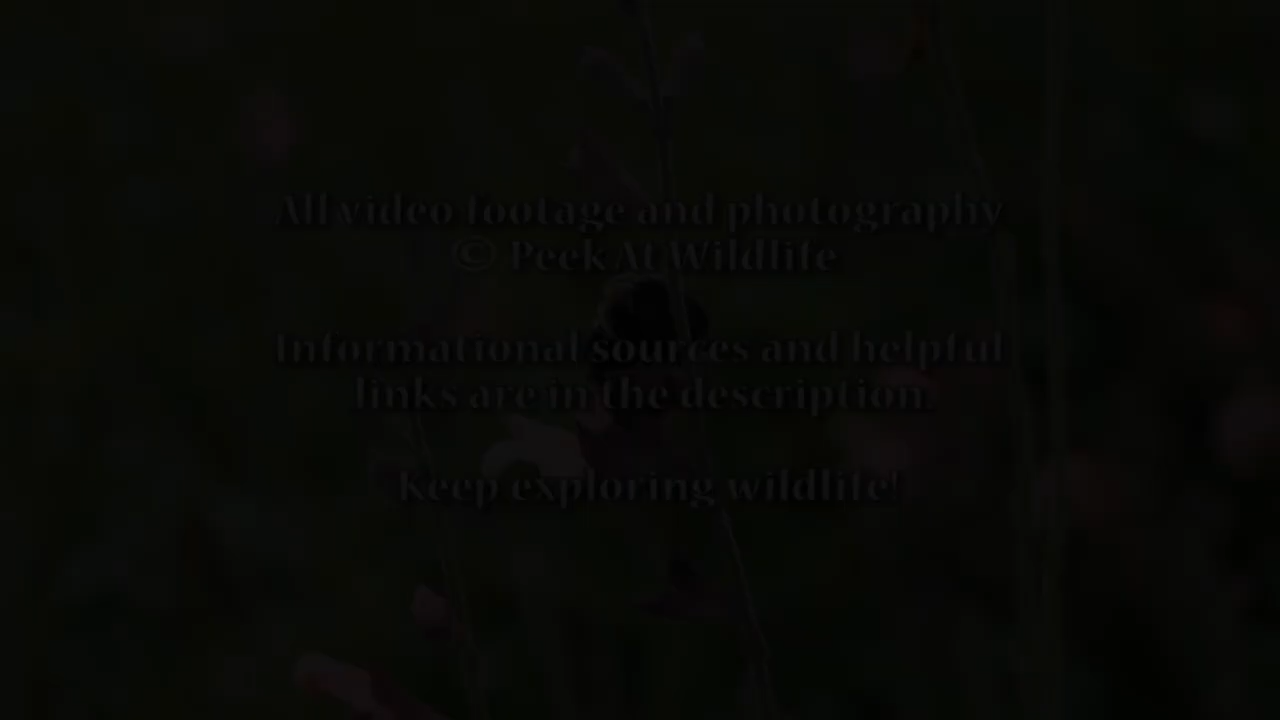 All video footage and photography
© Peek At Wildlife
Informational sources and helpful
links are in the description.
Keep exploring wildlife!